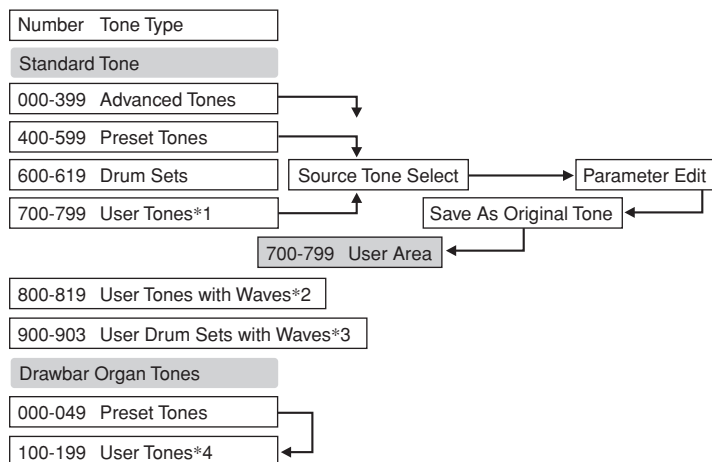 Number Tone Type
Standard Tone
000-399 Advanced Tones
400-599 Preset Tones
600-619 Drum Sets
Source Tone Select
Parameter Edit
700-799 User Tones*1
Save As Original Tone
700-799 User Area
800-819 User Tones with Waves*2
900-903 User Drum Sets with Waves*3
Drawbar Organ Tones
000-049 Preset Tones
100-199 User Tones*4